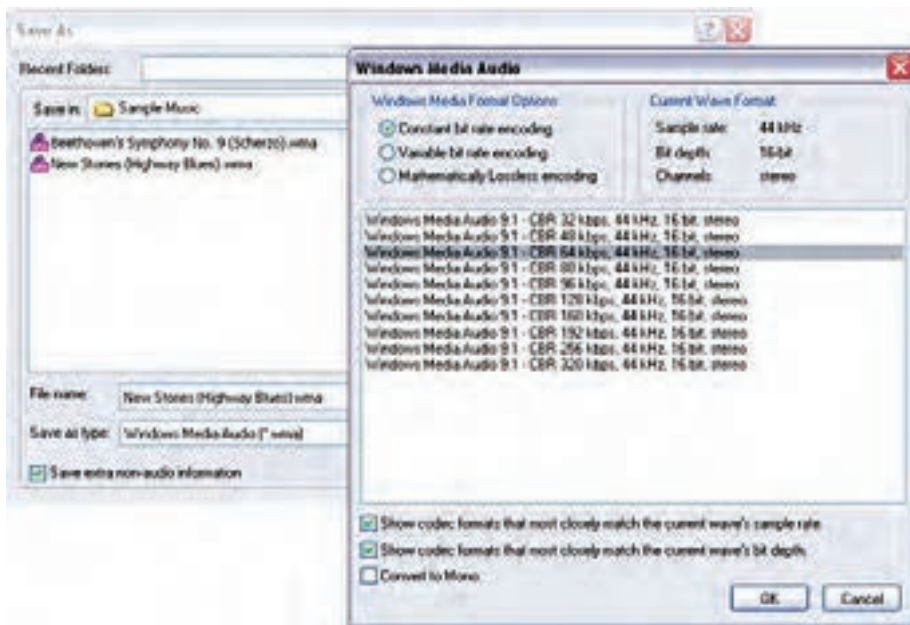 Save As
Recent Folders:
Save in: Sample Music
Beethoven's Symphony No. 9 (Scherzo).wma
New Stories (Highway Blues).wma
File name: New Stories (Highway Blues).wma
Save as type: Windows Media Audio (*.wma)
Save extra non-audio information
Windows Media Audio
Windows Media Format Options
Constant bit rate encoding
Variable bit rate encoding
Mathematically Lossless encoding
Current Wave Format:
Sample rate: 44 kHz
Bit depth: 16-bit
Channels: stereo
Windows Media Audio 9.1 - CBR 32 kbps, 44 kHz, 16 bit, stereo
Windows Media Audio 9.1 - CBR 48 kbps, 44 kHz, 16 bit, stereo
Windows Media Audio 9.1 - CBR 64 kbps, 44 kHz, 16 bit, stereo
Windows Media Audio 9.1 - CBR 80 kbps, 44 kHz, 16 bit, stereo
Windows Media Audio 9.1 - CBR 96 kbps, 44 kHz, 16 bit, stereo
Windows Media Audio 9.1 - CBR 128 kbps, 44 kHz, 16 bit, stereo
Windows Media Audio 9.1 - CBR 160 kbps, 44 kHz, 16 bit, stereo
Windows Media Audio 9.1 - CBR 192 kbps, 44 kHz, 16 bit, stereo
Windows Media Audio 9.1 - CBR 256 kbps, 44 kHz, 16 bit, stereo
Windows Media Audio 9.1 - CBR 320 kbps, 44 kHz, 16 bit, stereo
Show codec formats that most closely match the current wave's sample rate
Show codec formats that most closely match the current wave's bit depth
Convert to Mono
OK
Cancel